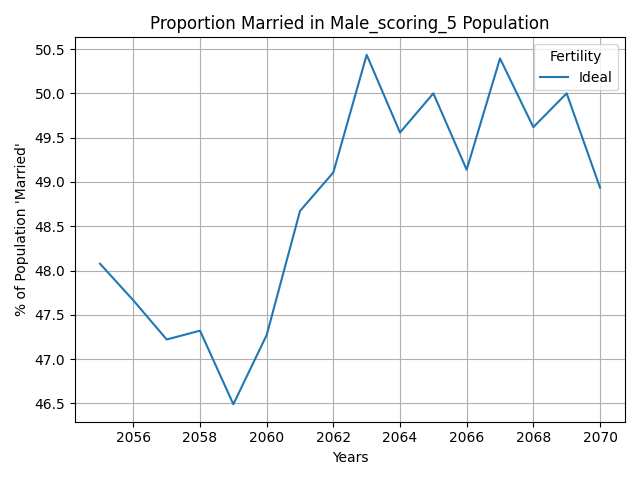 Proportion Married in Male_scoring_5 Population
Fertility
Ideal
% of Population 'Married'
50.5
50.0
49.5
49.0
48.5
48.0
47.5
47.0
46.5
2056 2058 2060 2062 2064 2066 2068 2070
Years